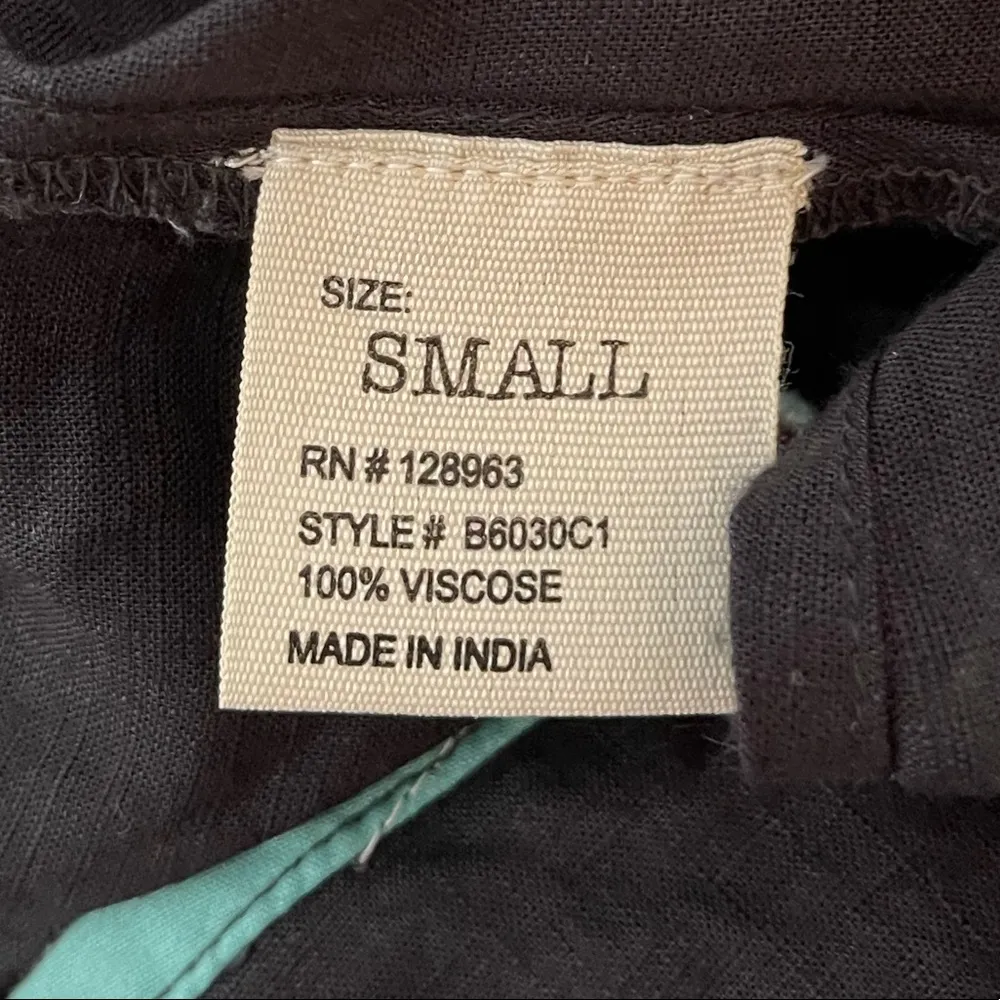 SIZE:
SMALL
RN # 128963
STYLE # B6030C1
100% VISCOSE
MADE IN INDIA